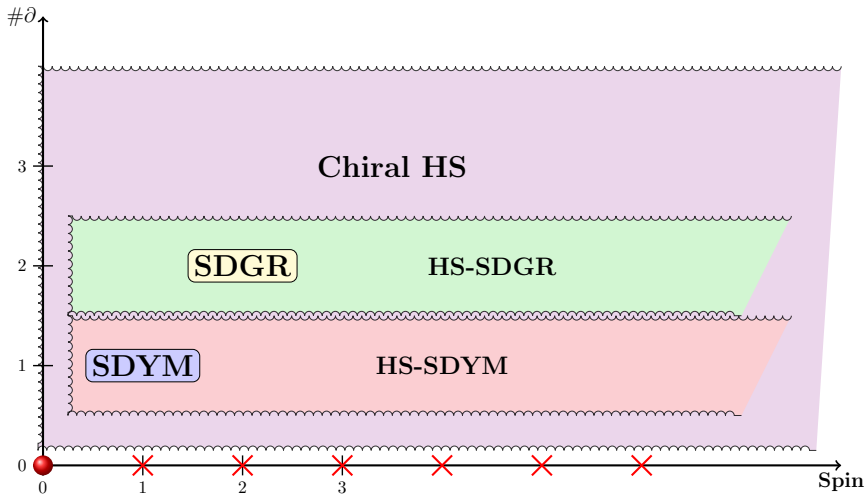 #∂
Chiral HS
3
SDGR HS-SDGR
2
SDYM HS-SDYM
1
0
Spin
0 1 2 3